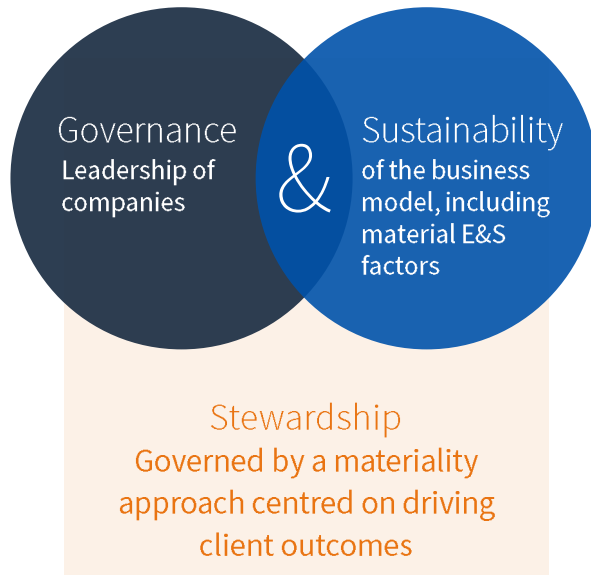 Governance
Leadership of
companies
&
Sustainability
of the business
model, including
material E&S
factors
Stewardship
Governed by a materiality
approach centred on driving
client outcomes